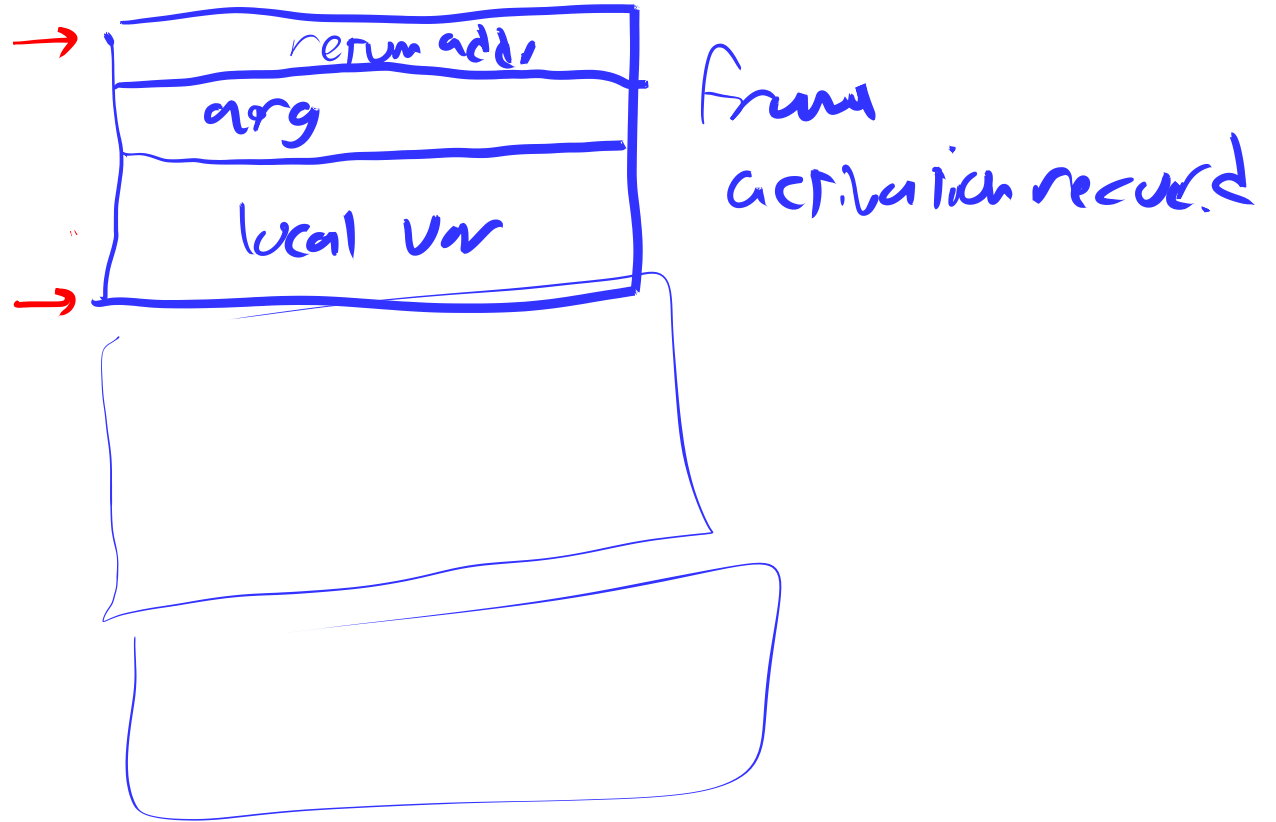 return addr
arg
local var
frame
activation record